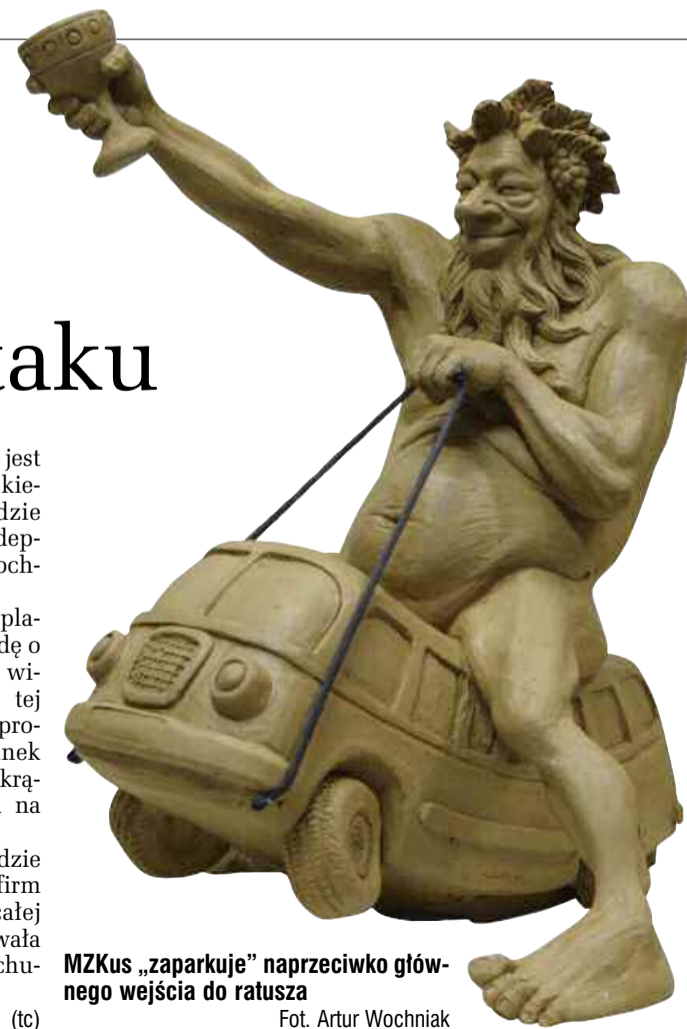 taku
jest
kie-
dzie
dep-
och-
pla-
dę o
wi-
tej
pro-
nek
krą-
na
dzie
firm
całej
wała
chu-
(tc)
MZKus „zaparkuje” naprzeciwko głów-
nego wejścia do ratusza
Fot. Artur Wochniak